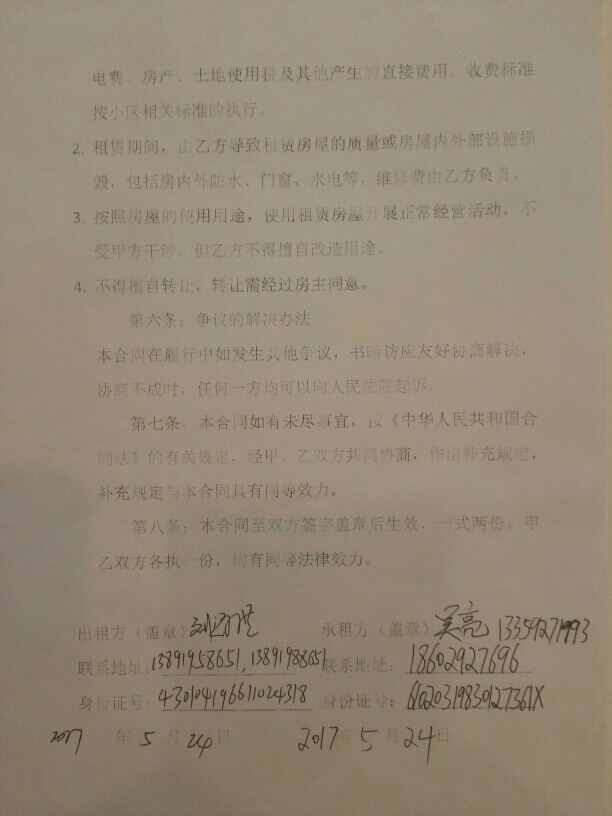 电费、房产、土地使用税及其他产生的直接费用。收费标准
按小区相关标准的执行。
2. 租赁期间，由乙方导致租赁房屋的质量或房屋内外部设施损
毁，包括房内外防水、门窗、水电等，维修费由乙方负责。
3. 按照房屋的使用用途，使用租赁房屋开展正常经营活动，不
受甲方干涉，但乙方不得擅自改造用途。
4. 不得擅自转让，转让需经过房主同意。
第六条：争议的解决办法
本合同在履行中如发生其他争议，应友好协商解决，
协商不成时，任何一方均可以向人民法院起诉。
第七条：本合同如有未尽事宜，按《中华人民共和国合
同法》的有关规定，经甲、乙双方共同协商，作出补充规定，
补充规定与本合同具有同等效力。
第八条：本合同至双方签字盖章后生效，一式两份，甲
乙双方各执一份，均有同等法律效力。
出租方（盖章） 承租方（盖章）吴亮 13359271993
联系地址：13891958651，13891988651 联系地址：18602927696
身份证号：430104196611024318 身份证号：61020319830127361X
2017年5月24日 2017年5月24日